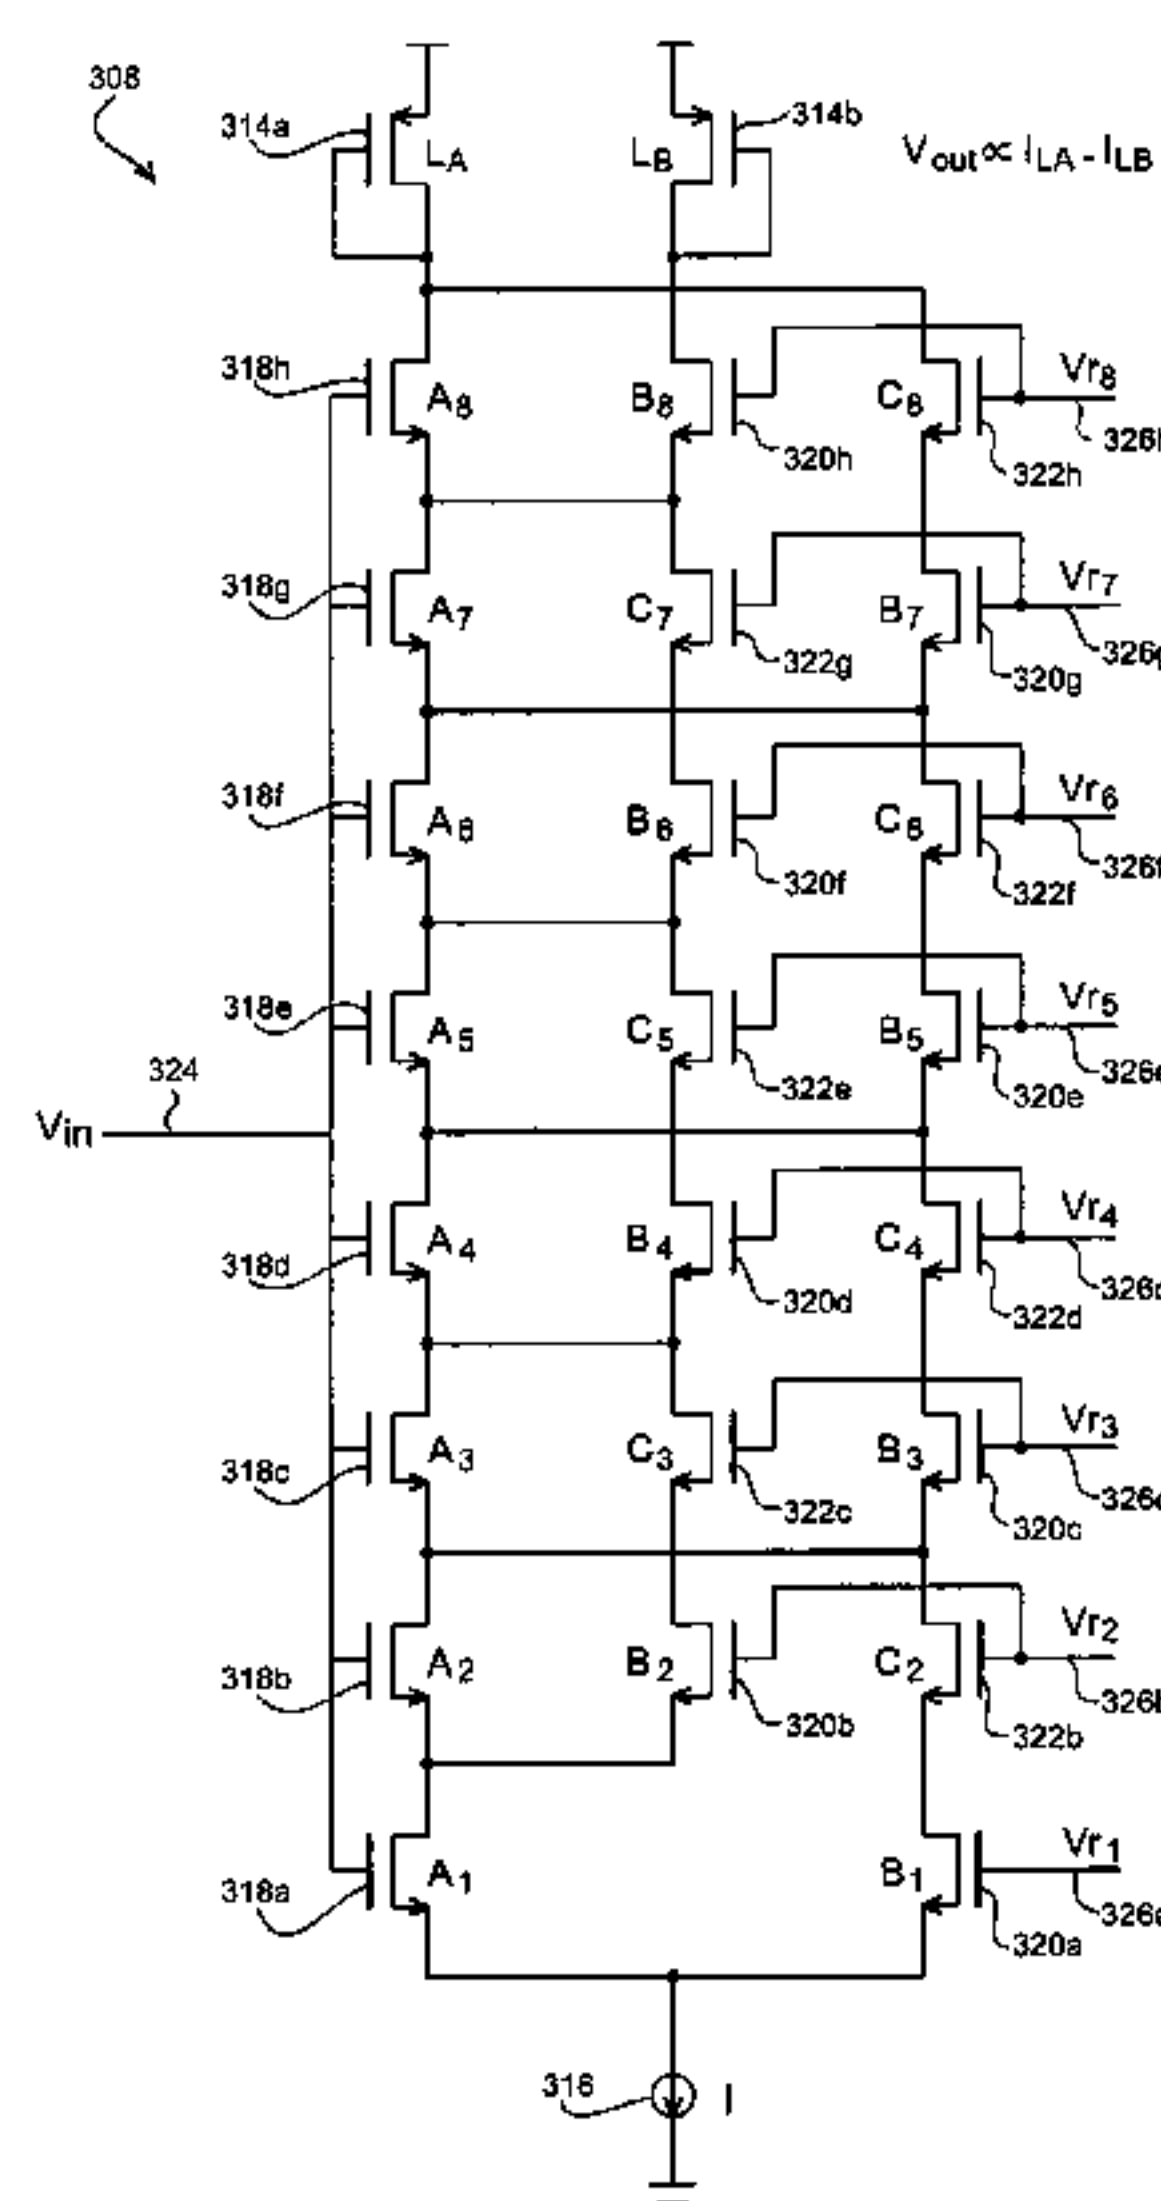 308
314a
LA
LB
314b
Vout ∝ ILA - ILB
318h
A8
B8
320h
C8
322h
Vr8
318g
A7
C7
322g
B7
320g
Vr7
318f
A6
B6
320f
C6
322f
Vr6
318e
A5
C5
322e
B5
320e
Vr5
324
Vin
318d
A4
B4
320d
C4
322d
Vr4
318c
A3
C3
322c
B3
320c
Vr3
318b
A2
B2
320b
C2
322b
Vr2
318a
A1
B1
320a
Vr1
316
I